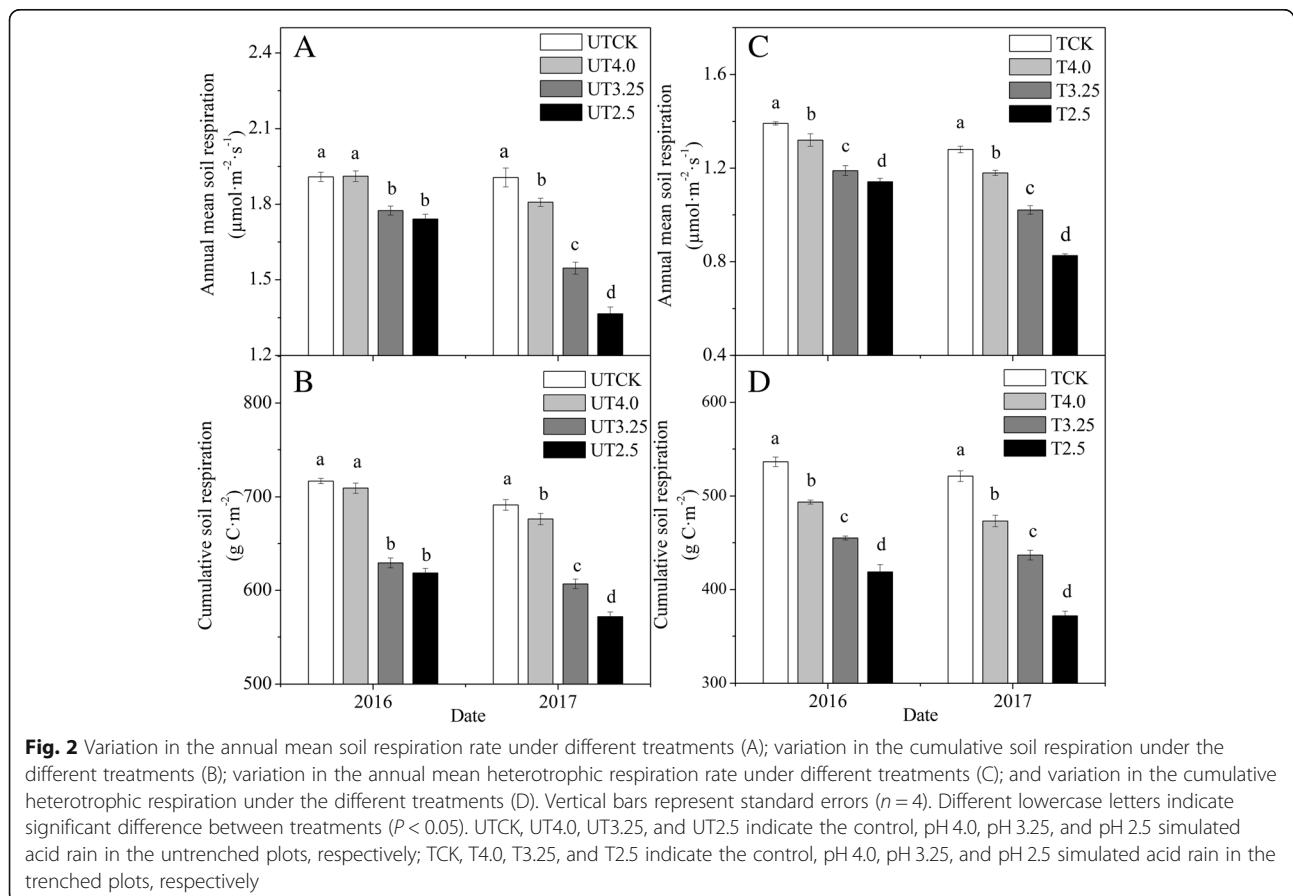 A
2.4
2.1
1.8
1.5
1.2
Annual mean soil respiration
(μmol·m⁻²·s⁻¹)
UTCK
UT4.0
UT3.25
UT2.5
a
a
b
b
a
b
c
d
C
1.6
1.2
0.8
0.4
Annual mean soil respiration
(μmol·m⁻²·s⁻¹)
TCK
T4.0
T3.25
T2.5
a
b
c
d
a
b
c
d
B
800
700
600
500
Cumulative soil respiration
(g C·m⁻²)
UTCK
UT4.0
UT3.25
UT2.5
a
a
b
b
a
b
c
d
2016
2017
Date
D
600
500
400
300
Cumulative soil respiration
(g C·m⁻²)
TCK
T4.0
T3.25
T2.5
a
b
c
d
a
b
c
d
2016
2017
Date
Fig. 2 Variation in the annual mean soil respiration rate under different treatments (A); variation in the cumulative soil respiration under the
different treatments (B); variation in the annual mean heterotrophic respiration rate under different treatments (C); and variation in the cumulative
heterotrophic respiration under the different treatments (D). Vertical bars represent standard errors (n = 4). Different lowercase letters indicate
significant difference between treatments (P < 0.05). UTCK, UT4.0, UT3.25, and UT2.5 indicate the control, pH 4.0, pH 3.25, and pH 2.5 simulated
acid rain in the untrenched plots, respectively; TCK, T4.0, T3.25, and T2.5 indicate the control, pH 4.0, pH 3.25, and pH 2.5 simulated acid rain in the
trenched plots, respectively